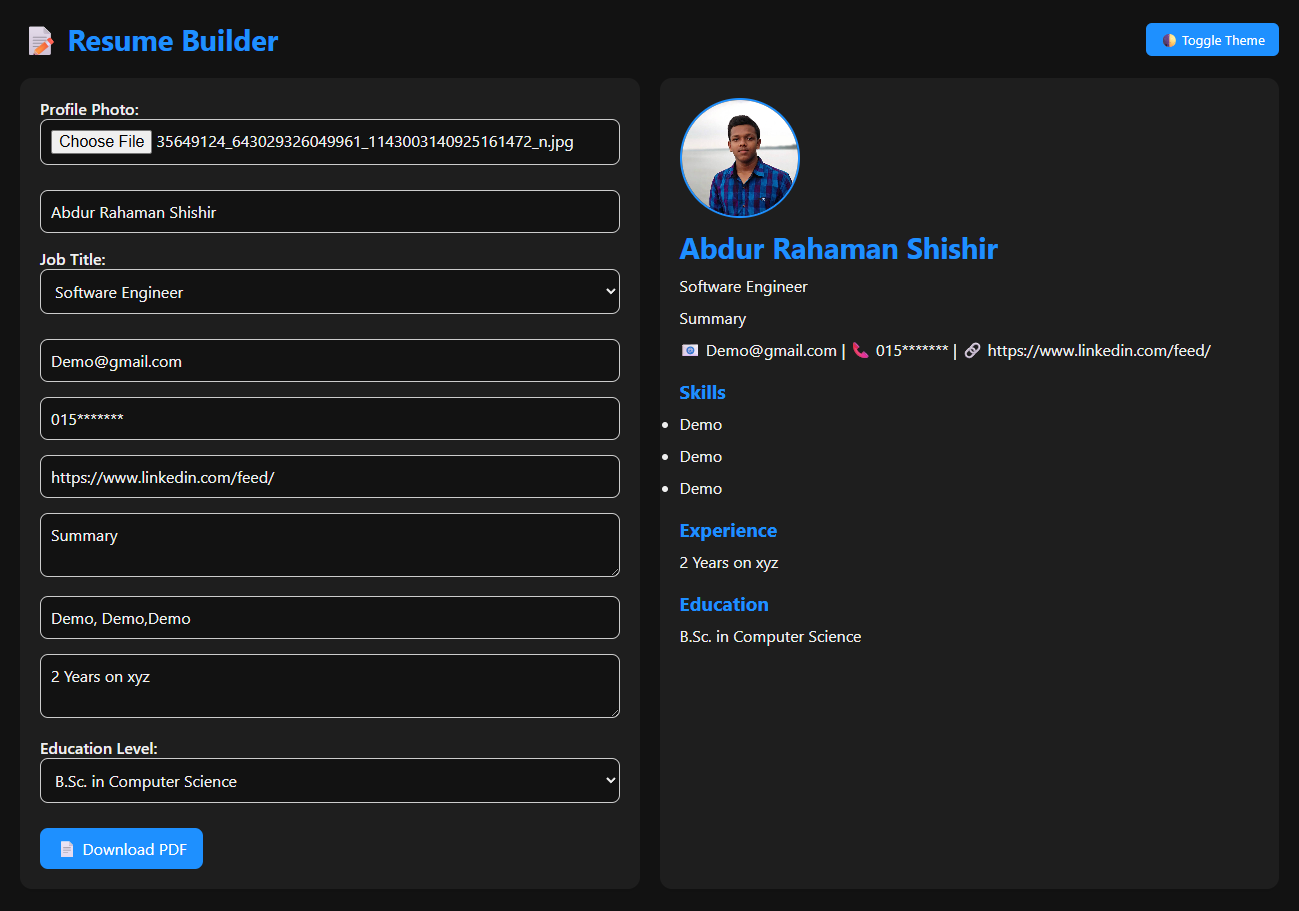 📝 Resume Builder
🌓 Toggle Theme
Profile Photo:
Choose File 35649124_643029326049961_1143003140925161472_n.jpg
Abdur Rahaman Shishir
Job Title:
Software Engineer
Demo@gmail.com
015*******
https://www.linkedin.com/feed/
Summary
Demo, Demo,Demo
2 Years on xyz
Education Level:
B.Sc. in Computer Science
📄 Download PDF
Abdur Rahaman Shishir
Software Engineer
Summary
📧 Demo@gmail.com | 📞 015******* | 🔗 https://www.linkedin.com/feed/
Skills
• Demo
• Demo
• Demo
Experience
2 Years on xyz
Education
B.Sc. in Computer Science